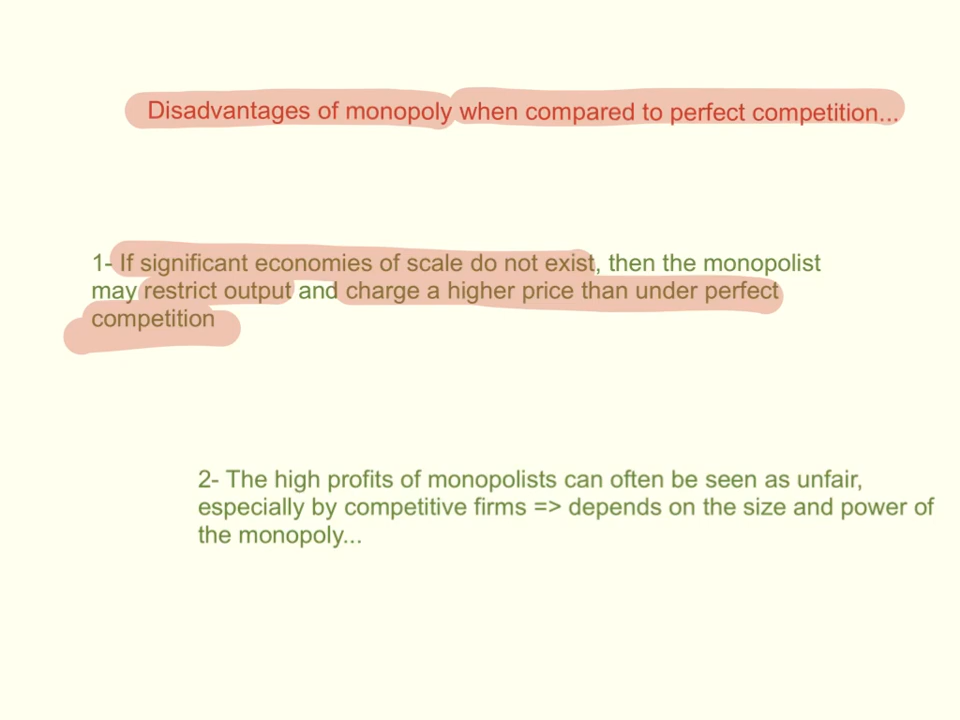 Disadvantages of monopoly when compared to perfect competition...
1- If significant economies of scale do not exist, then the monopolist
may restrict output and charge a higher price than under perfect
competition
2- The high profits of monopolists can often be seen as unfair,
especially by competitive firms => depends on the size and power of
the monopoly...